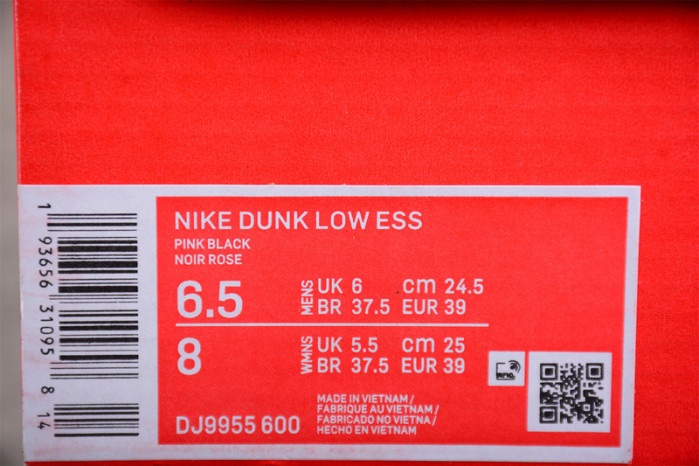 NIKE DUNK LOW ESS
PINK BLACK
NOIR ROSE
6.5 MENS UK 6 cm 24.5
BR 37.5 EUR 39
8 WMNS UK 5.5 cm 25
BR 37.5 EUR 39
DJ9955 600
MADE IN VIETNAM/
FABRIQUE AU VIETNAM/
FABRICADO NO VIETNA/
HECHO EN VIETNAM
1 93656 31095 8 14